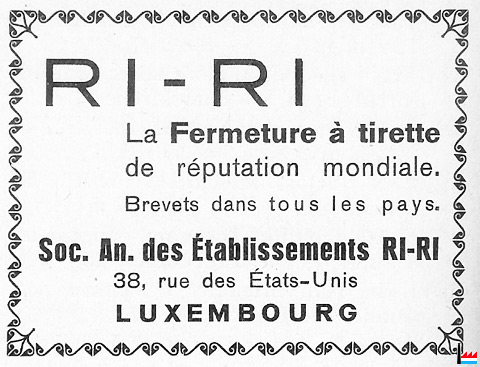 RI-RI
La Fermeture à tirette
de réputation mondiale.
Brevets dans tous les pays.
Soc. An. des Établissements RI-RI
38, rue des États-Unis
LUXEMBOURG